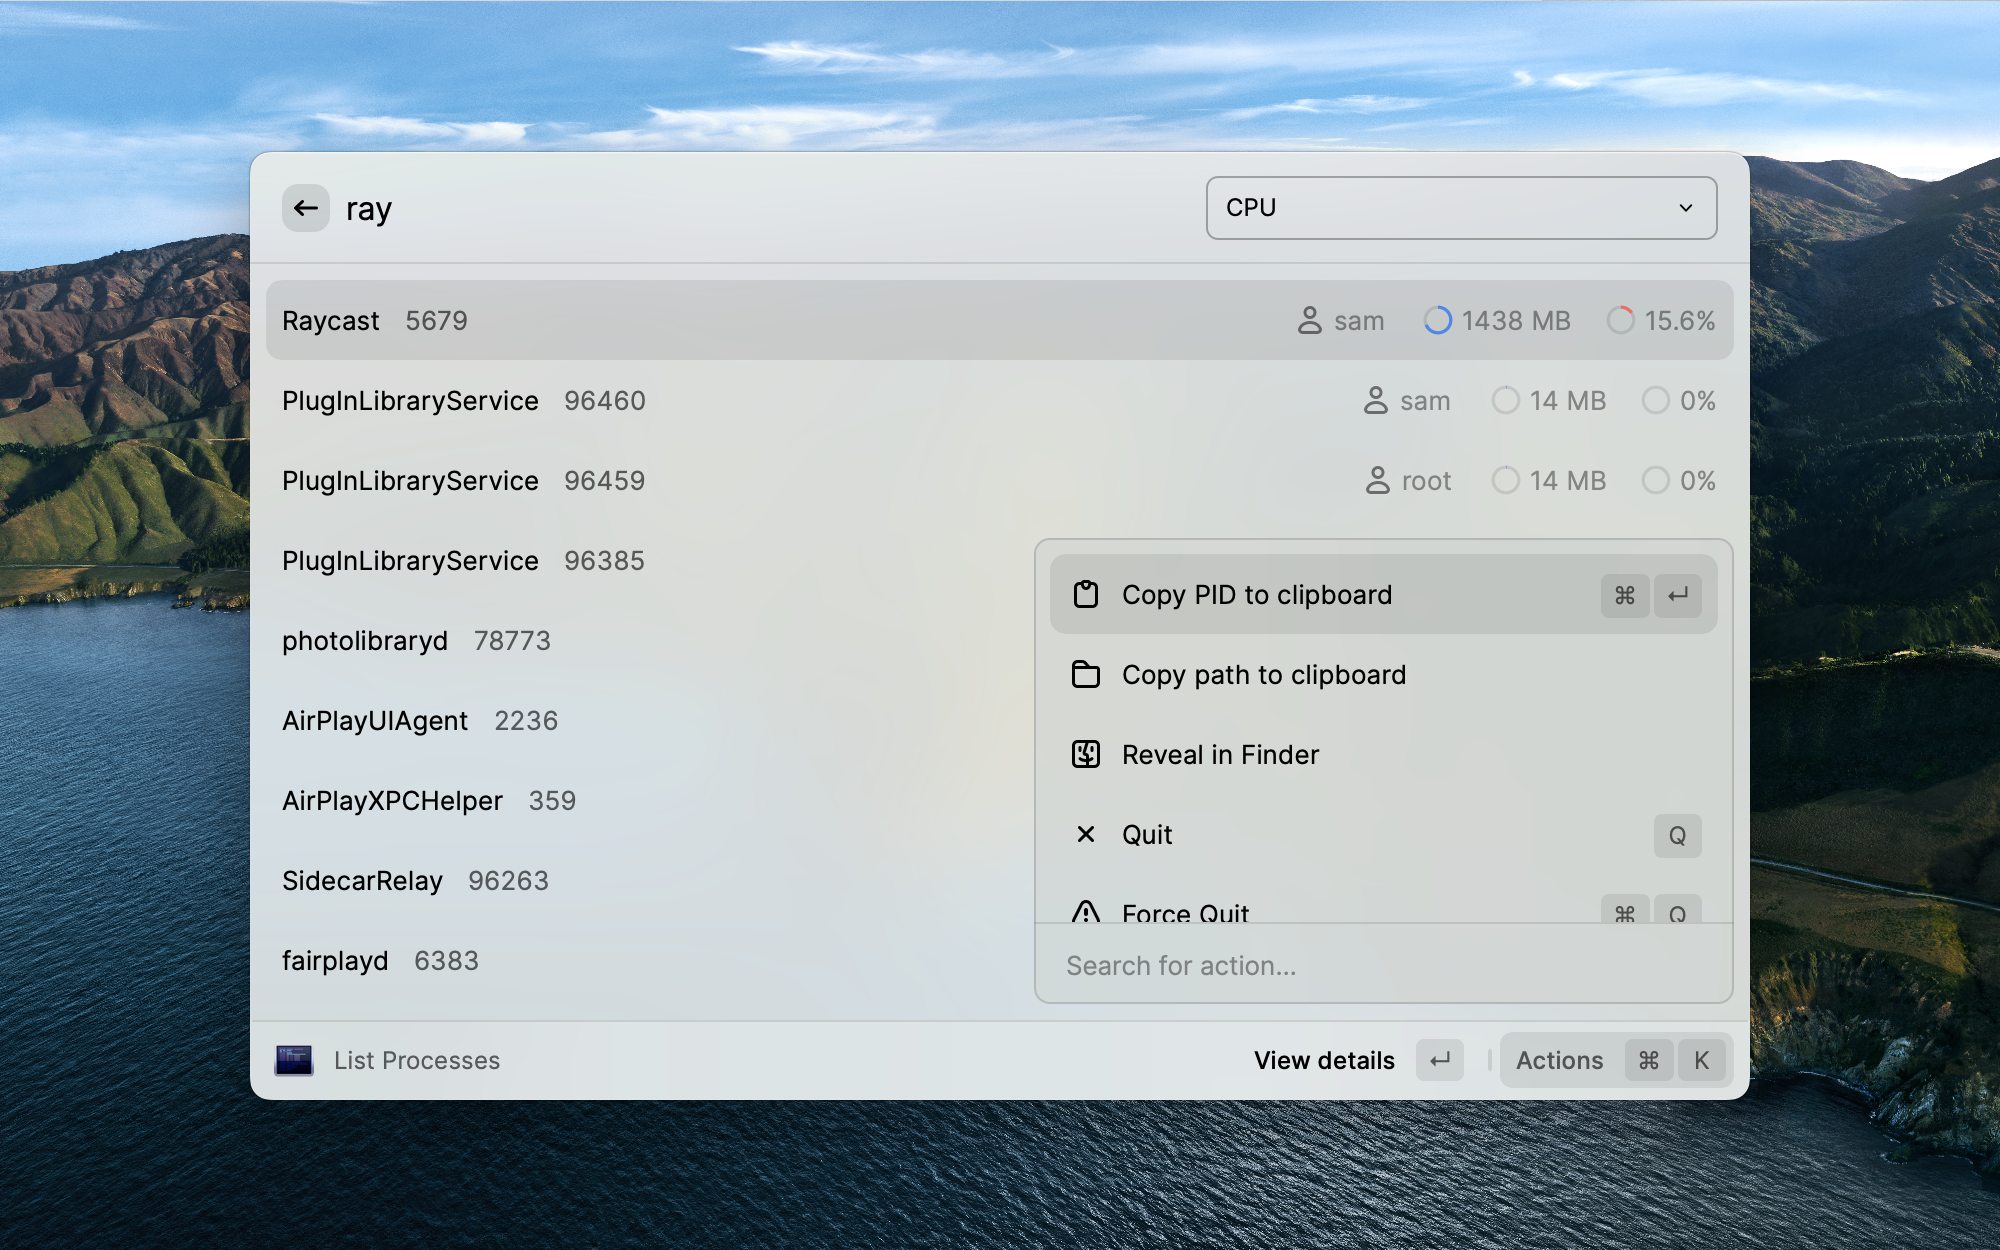 ray
CPU
Raycast 5679 sam 1438 MB 15.6%
PlugInLibraryService 96460 sam 14 MB 0%
PlugInLibraryService 96459 root 14 MB 0%
PlugInLibraryService 96385
photolibraryd 78773
AirPlayUIAgent 2236
AirPlayXPCHelper 359
SidecarRelay 96263
fairplayd 6383
Copy PID to clipboard ⌘ ↵
Copy path to clipboard
Reveal in Finder
Quit Q
Force Quit ⌘ Q
Search for action...
List Processes
View details ↵
Actions ⌘ K